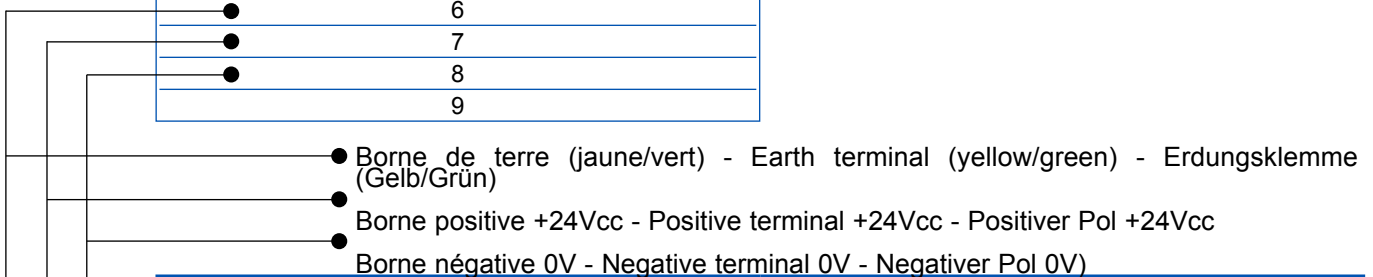 6
7
8
9
Borne de terre (jaune/vert) - Earth terminal (yellow/green) - Erdungsklemme
(Gelb/Grün)
Borne positive +24Vcc - Positive terminal +24Vcc - Positiver Pol +24Vcc
Borne négative 0V - Negative terminal 0V - Negativer Pol 0V)